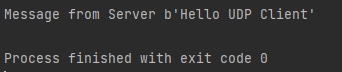 Message from Server b'Hello UDP Client'
Process finished with exit code 0